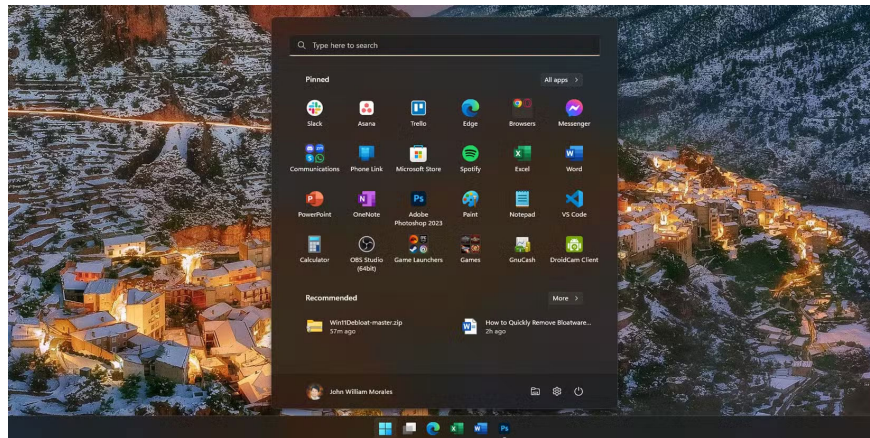 Type here to search
Pinned
All apps >
Slack
Asana
Trello
Edge
Browsers
Messenger
Communications
Phone Link
Microsoft Store
Spotify
Excel
Word
PowerPoint
OneNote
Adobe
Photoshop 2023
Paint
Notepad
VS Code
Calculator
OBS Studio
(64bit)
Game Launchers
Games
GnuCash
DroidCam Client
Recommended
More >
Win11Debloat-master.zip
57m ago
How to Quickly Remove Bloatware...
2h ago
John William Morales